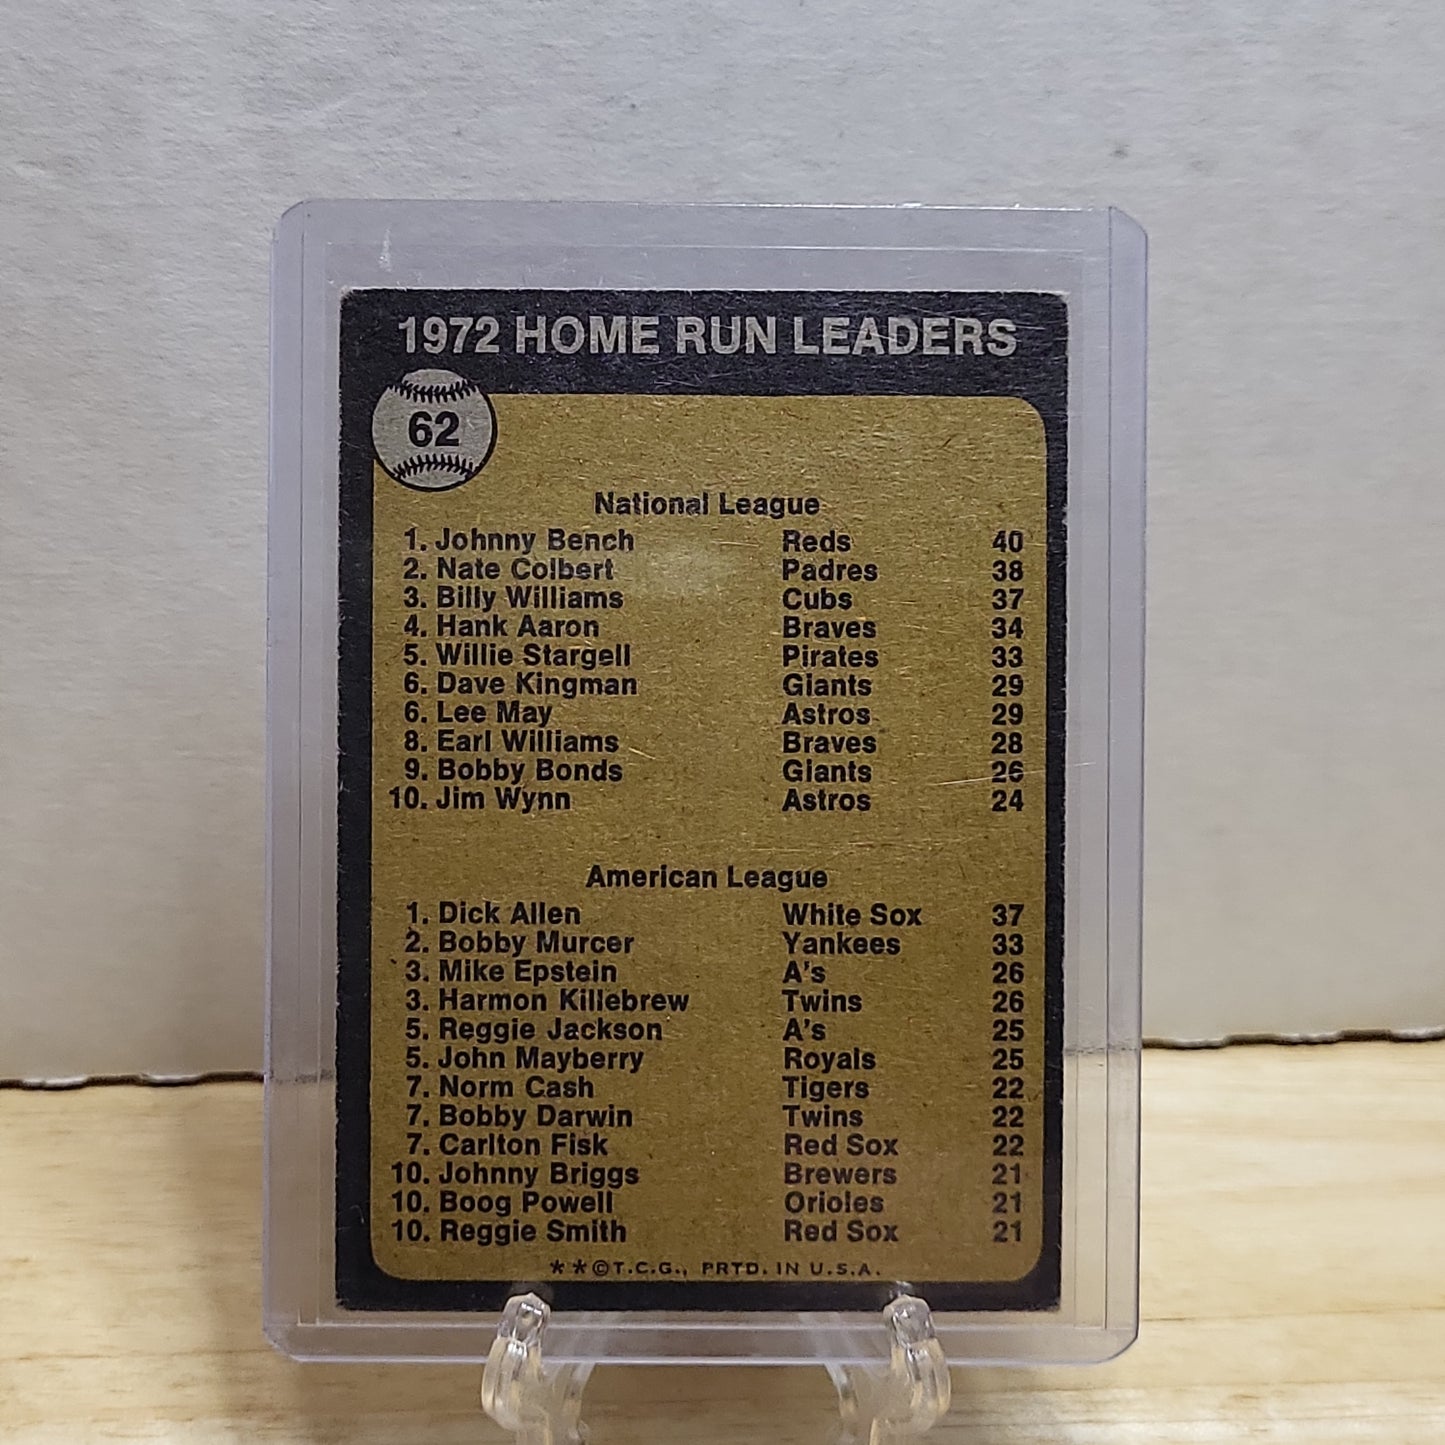 1972 HOME RUN LEADERS
62
National League
1. Johnny Bench Reds 40
2. Nate Colbert Padres 38
3. Billy Williams Cubs 37
4. Hank Aaron Braves 34
5. Willie Stargell Pirates 33
6. Dave Kingman Giants 29
6. Lee May Astros 29
8. Earl Williams Braves 28
9. Bobby Bonds Giants 26
10. Jim Wynn Astros 24
American League
1. Dick Allen White Sox 37
2. Bobby Murcer Yankees 33
3. Mike Epstein A's 26
3. Harmon Killebrew Twins 26
5. Reggie Jackson A's 25
5. John Mayberry Royals 25
7. Norm Cash Tigers 22
7. Bobby Darwin Twins 22
7. Carlton Fisk Red Sox 22
10. Johnny Briggs Brewers 21
10. Boog Powell Orioles 21
10. Reggie Smith Red Sox 21
**©T.C.G., PRTD. IN U.S.A.